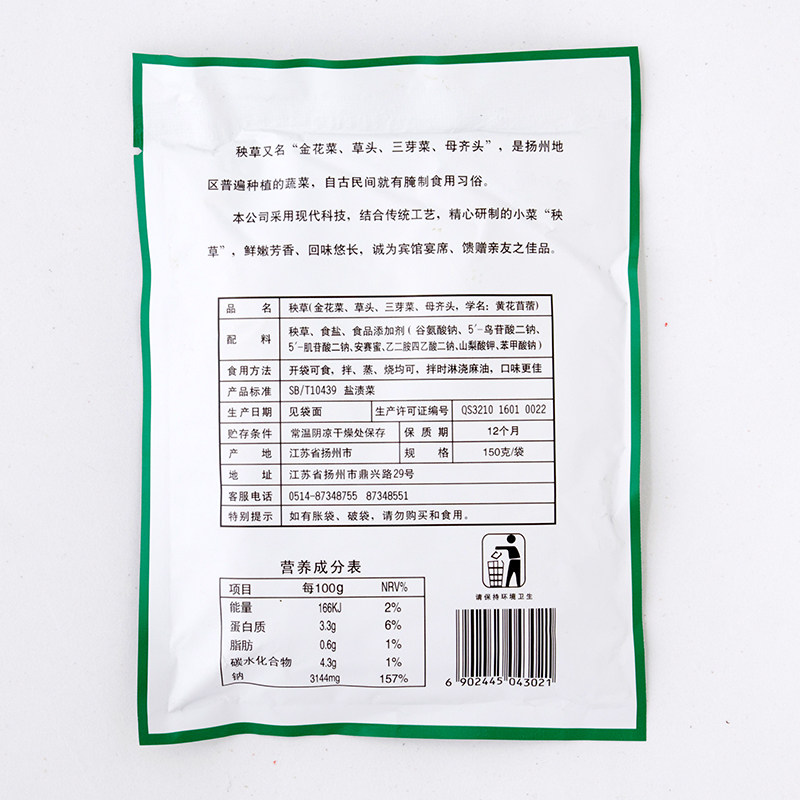 秧草又名“金花菜、草头、三芽菜、母齐头”，是扬州地
区普遍种植的蔬菜，自古民间就有腌制食用习俗。
本公司采用现代科技，结合传统工艺，精心研制的小菜“秧
草”，鲜嫩芳香、回味悠长，诚为宾馆宴席、馈赠亲友之佳品。
品 名 秧草(金花菜、草头、三芽菜、母齐头，学名：黄花苜蓿)
配 料 秧草、食盐、食品添加剂(谷氨酸钠、5′-鸟苷酸二钠、
5′-肌苷酸二钠、安赛蜜、乙二胺四乙酸二钠、山梨酸钾、苯甲酸钠)
食用方法 开袋可食，拌、蒸、烧均可，拌时淋浇麻油，口味更佳
产品标准 SB/T10439 盐渍菜
生产日期 见袋面 生产许可证编号 QS3210 1601 0022
贮存条件 常温阴凉干燥处保存 保 质 期 12个月
产 地 江苏省扬州市 规 格 150克/袋
地 址 江苏省扬州市鼎兴路29号
客服电话 0514-87348755 87348551
特别提示 如有胀袋、破袋，请勿购买和食用。
营养成分表
项目 每100g NRV%
能量 166KJ 2%
蛋白质 3.3g 6%
脂肪 0.6g 1%
碳水化合物 4.3g 1%
钠 3144mg 157%
请保持环境卫生
6 902445 043021